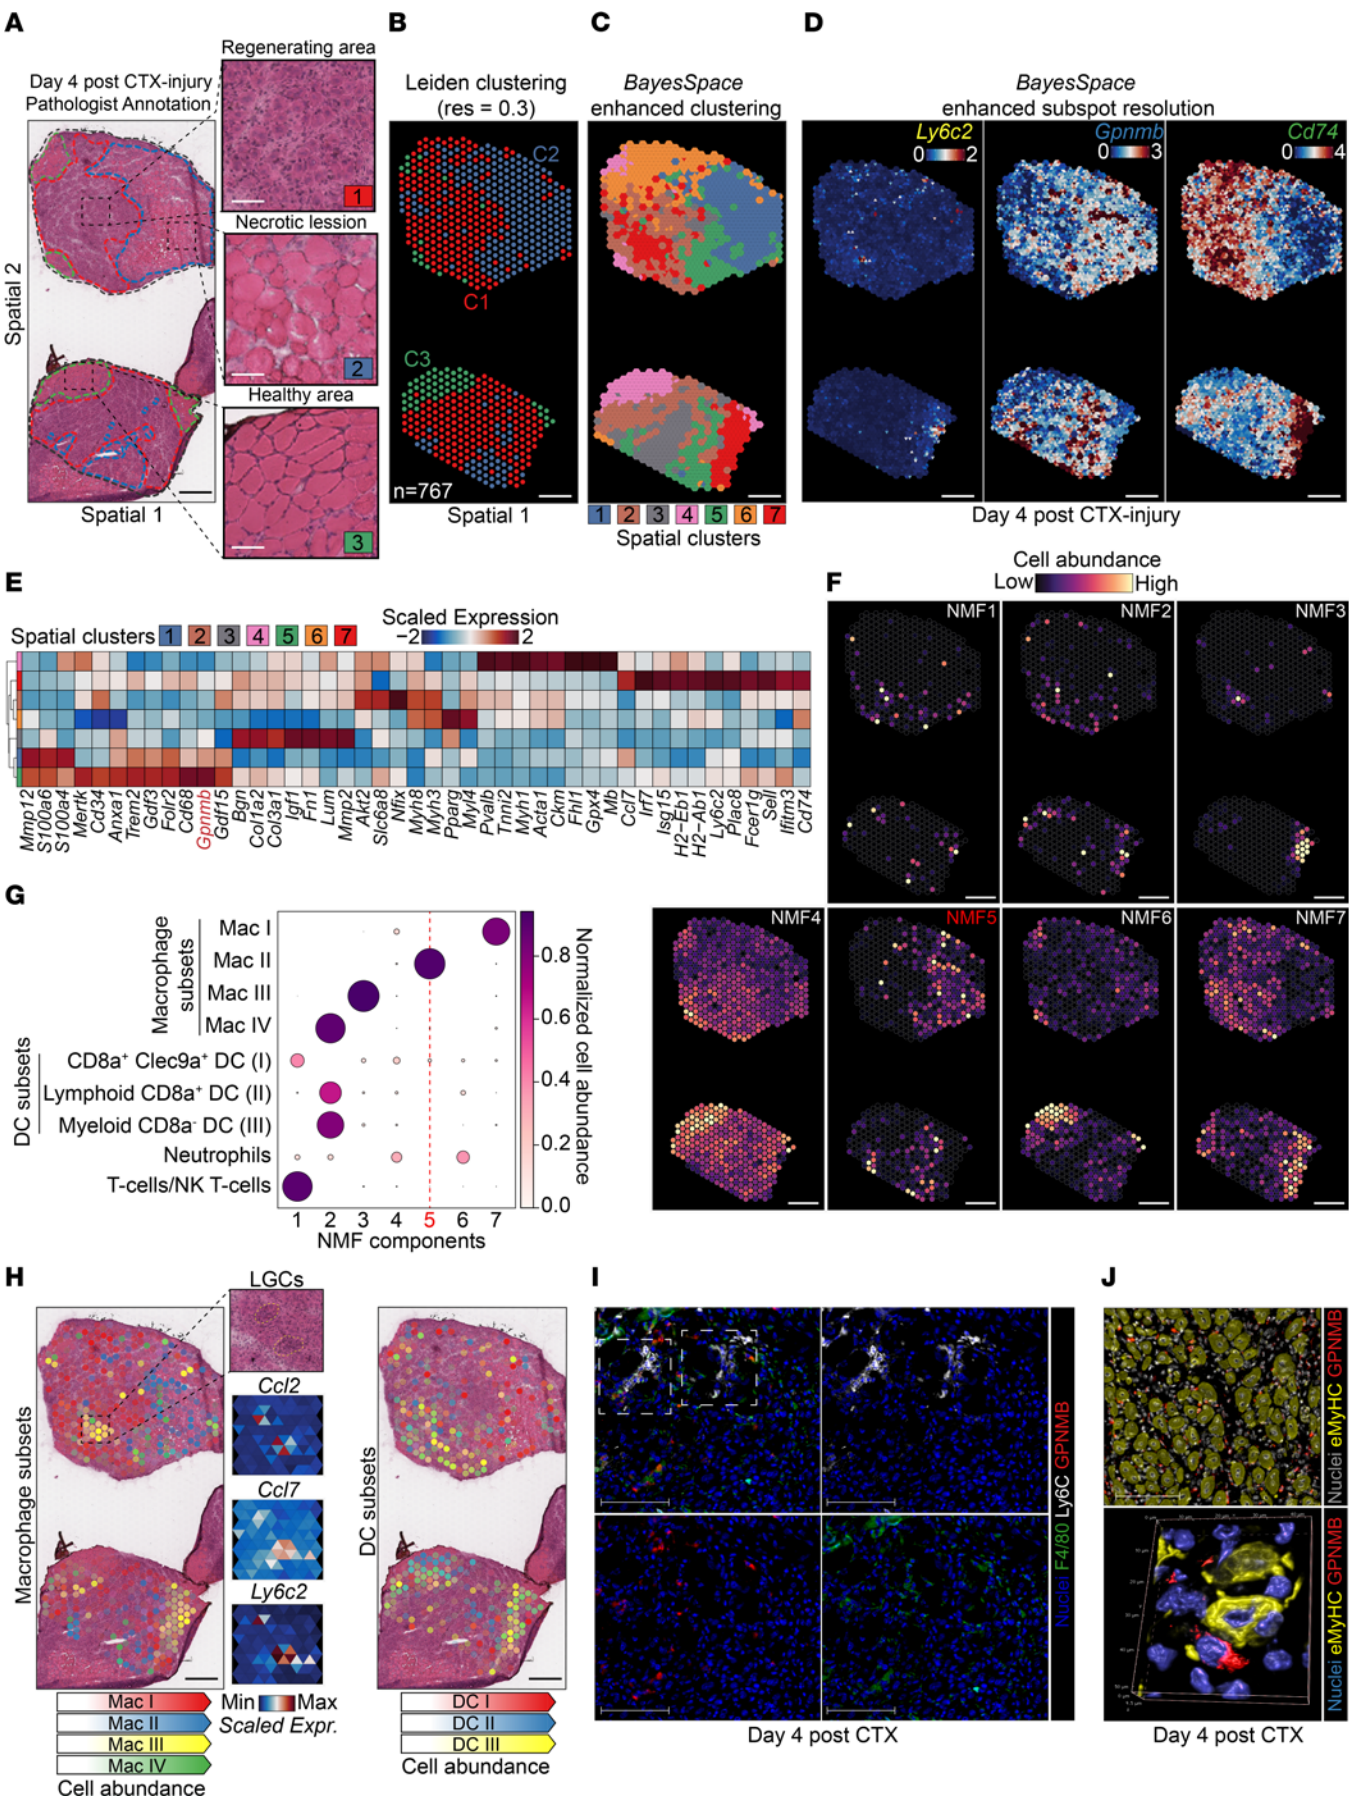 A
Day 4 post CTX-injury
Pathologist Annotation
Regenerating area
1
Necrotic lession
2
Healthy area
3
Spatial 2
Spatial 1
B
Leiden clustering
(res = 0.3)
C2
C1
C3
n=767
Spatial 1
C
BayesSpace
enhanced clustering
1 2 3 4 5 6 7
Spatial clusters
D
BayesSpace
enhanced subspot resolution
Ly6c2
0 2
Gpnmb
0 3
Cd74
0 4
Day 4 post CTX-injury
E
Spatial clusters 1 2 3 4 5 6 7
Scaled Expression
−2 2
Mmp12
S100a6
S100a4
Mertk
Cd34
Anxa1
Trem2
Gdf3
Folr2
Cd68
Gpnmb
Gdf15
Bgn
Col1a2
Col3a1
Igf1
Fn1
Lum
Mmp2
Akt2
Slc6a8
Nfix
Myh8
Myh3
Pparg
Myl4
Pvalb
Tnni2
Myh1
Acta1
Ckm
Fhl1
Gpx4
Mb
Ccl7
Irf7
Isg15
H2−Eb1
H2−Ab1
Ly6c2
Plac8
Fcer1g
Sell
Ifitm3
Cd74
F
Cell abundance
Low High
NMF1
NMF2
NMF3
NMF4
NMF5
NMF6
NMF7
G
Macrophage
subsets
Mac I
Mac II
Mac III
Mac IV
DC subsets
CD8a+ Clec9a+ DC (I)
Lymphoid CD8a+ DC (II)
Myeloid CD8a- DC (III)
Neutrophils
T-cells/NK T-cells
1 2 3 4 5 6 7
NMF components
0.8
0.6
0.4
0.2
0.0
Normalized cell abundance
H
Macrophage subsets
LGCs
Ccl2
Ccl7
Ly6c2
Min Max
Scaled Expr.
Mac I
Mac II
Mac III
Mac IV
Cell abundance
DC subsets
DC I
DC II
DC III
Cell abundance
I
Nuclei F4/80 Ly6C GPNMB
Day 4 post CTX
J
Nuclei eMyHC GPNMB
Nuclei eMyHC GPNMB
Day 4 post CTX